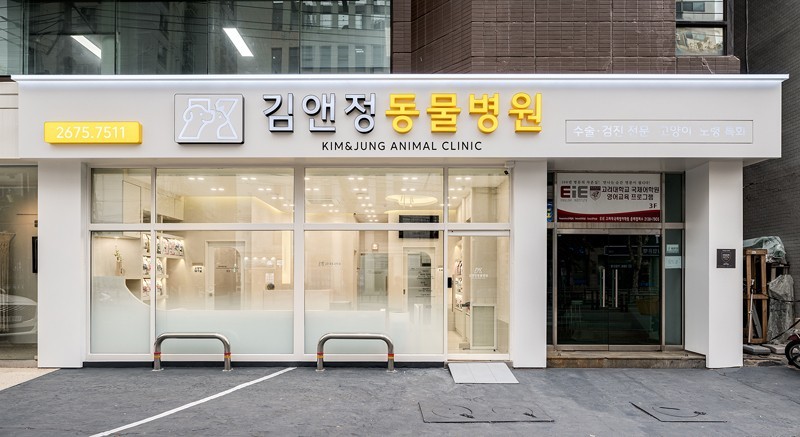 2675.7511
김앤정동물병원
KIM&JUNG ANIMAL CLINIC
수술·검진 전문 고양이 노령 특화
EiE
고려대학교 국제어학원
영어교육 프로그램
3F